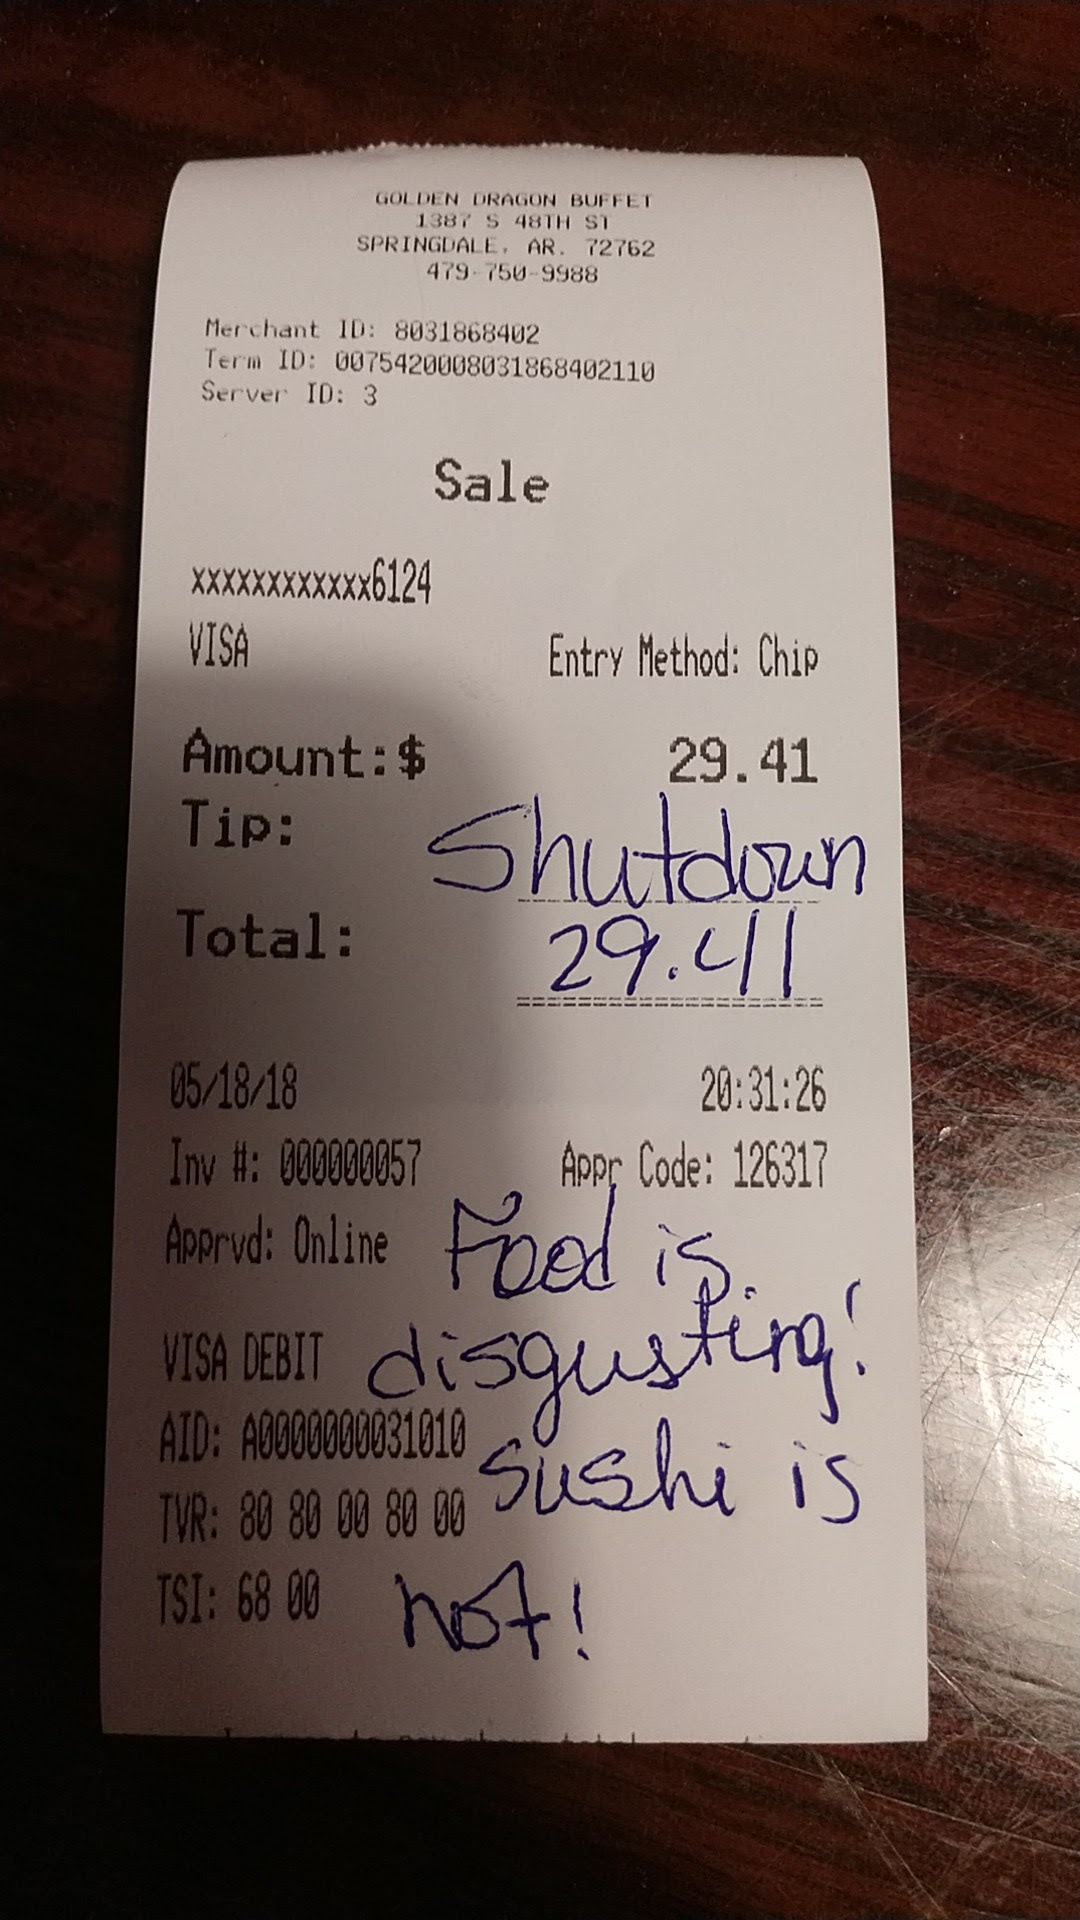 GOLDEN DRAGON BUFFET
1387 S 48TH ST
SPRINGDALE, AR. 72762
479-750-9988
Merchant ID: 8031868402
Term ID: 0075420008031868402110
Server ID: 3
Sale
xxxxxxxxxxxx6124
VISA Entry Method: Chip
Amount:$ 29.41
Tip: Shutdown
Total: 29.41
05/18/18 20:31:26
Inv #: 000000057 Appr Code: 126317
Apprvd: Online Food is
VISA DEBIT disgusting!
AID: A0000000031010 sushi is
TVR: 80 80 00 80 00
TSI: 68 00 hot!